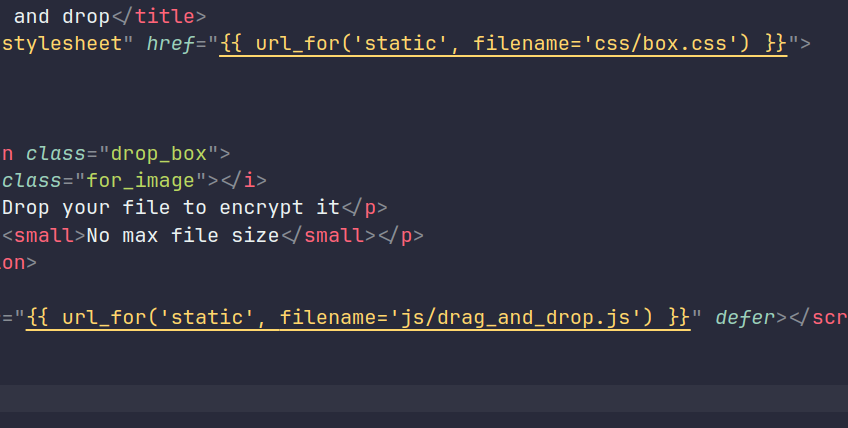 and drop</title>
stylesheet" href="{{ url_for('static', filename='css/box.css') }}">
n class="drop_box">
class="for_image"></i>
Drop your file to encrypt it</p>
<small>No max file size</small></p>
on>
="{{ url_for('static', filename='js/drag_and_drop.js') }}" defer></scr